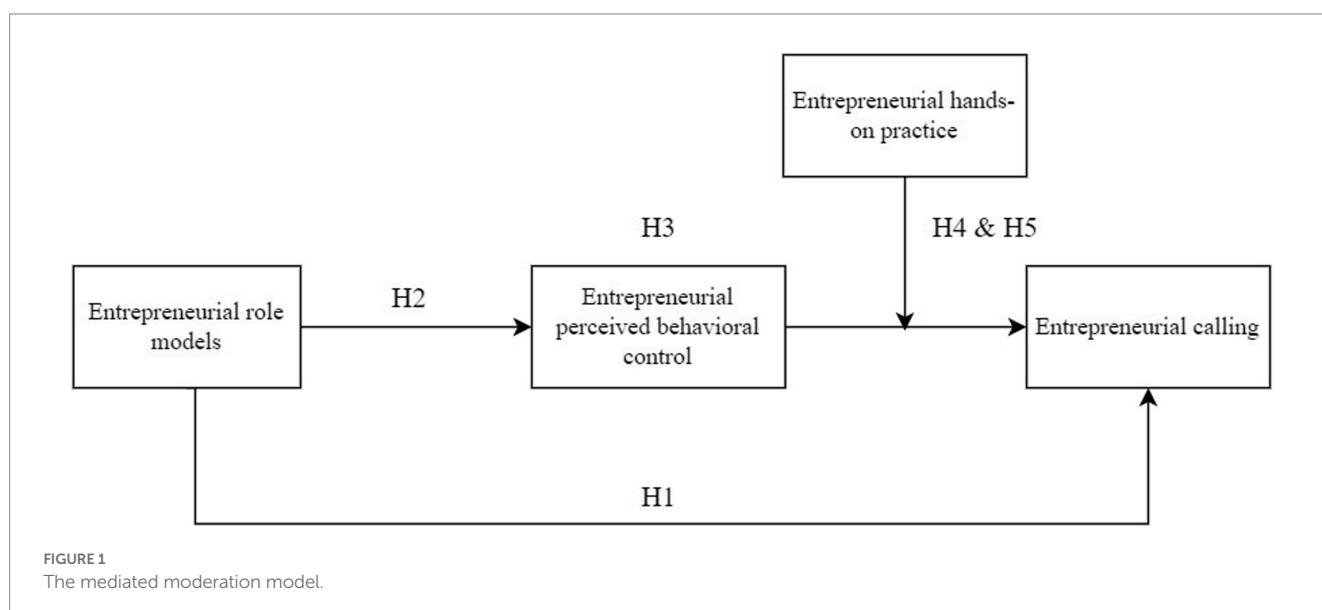 Entrepreneurial hands-
on practice
H3
H4 & H5
Entrepreneurial role
models
H2
Entrepreneurial
perceived behavioral
control
Entrepreneurial calling
H1
FIGURE 1
The mediated moderation model.